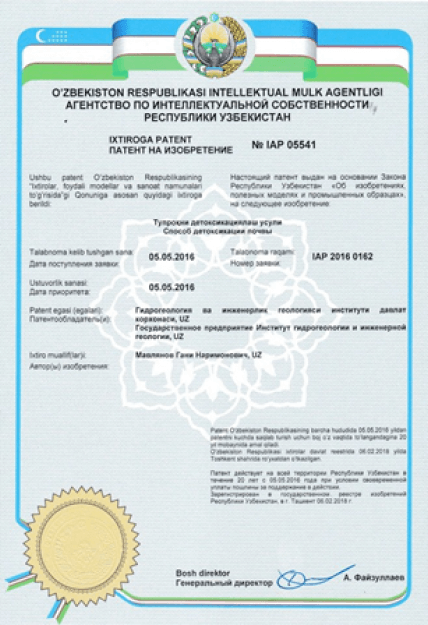 O'ZBEKISTON RESPUBLIKASI INTELLEKTUAL MULK AGENTLIGI
АГЕНТСТВО ПО ИНТЕЛЛЕКТУАЛЬНОЙ СОБСТВЕННОСТИ
РЕСПУБЛИКИ УЗБЕКИСТАН
IXTIROGA PATENT
ПАТЕНТ НА ИЗОБРЕТЕНИЕ
№ IAP 05541
Ushbu patent O'zbekiston Respublikasining
"Ixtirolar, foydali modellar va sanoat namunalari
to'g'risida"gi Qonuniga asosan quyidagi ixtiroga
berildi:
Настоящий патент выдан на основании Закона
Республики Узбекистан «Об изобретениях,
полезных моделях и промышленных образцах»,
на следующее изобретение:
Тупроқни детоксикациялаш усули
Способ детоксикации почвы
Talabnoma kelib tushgan sana:
Дата поступления заявки:
05.05.2016
Talabnoma raqami:
Номер заявки:
IAP 2016 0162
Ustuvorlik sanasi:
Дата приоритета:
05.05.2016
Patent egasi (egalari):
Патентообладатель(и):
Гидрогеология ва инженерлик геологияси институти давлат
корхонаси, UZ
Государственное предприятие Институт гидрогеологии и инженерной
геологии, UZ
Ixtiro muallif(lar)i:
Автор(ы) изобретения:
Мавлянов Гани Наримонович, UZ
Patent O'zbekiston Respublikasining barcha hududida 05.05.2016 yildan
patentni kuchda saqlab turish uchun boj o'z vaqtida to'langandagina 20
yil mobaynida amal qiladi.
O'zbekiston Respublikasi ixtirolar davlat reestrida 06.02.2018 yilda
Toshkent shahrida ro'yxatdan o'tkazilgan.
Патент действует на всей территории Республики Узбекистан в
течение 20 лет с 05.05.2016 года при условии своевременной
уплаты пошлины за поддержание в действии.
Зарегистрирован в государственном реестре изобретений
Республики Узбекистан, в г. Ташкент 06.02.2018 г.
Bosh direktor
Генеральный директор
А. Файзуллаев